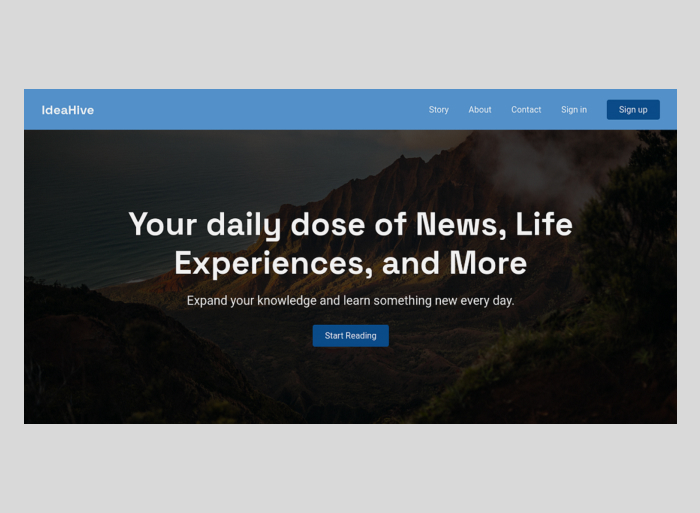 IdeaHive
Story About Contact Sign in Sign up
Your daily dose of News, Life
Experiences, and More
Expand your knowledge and learn something new every day.
Start Reading